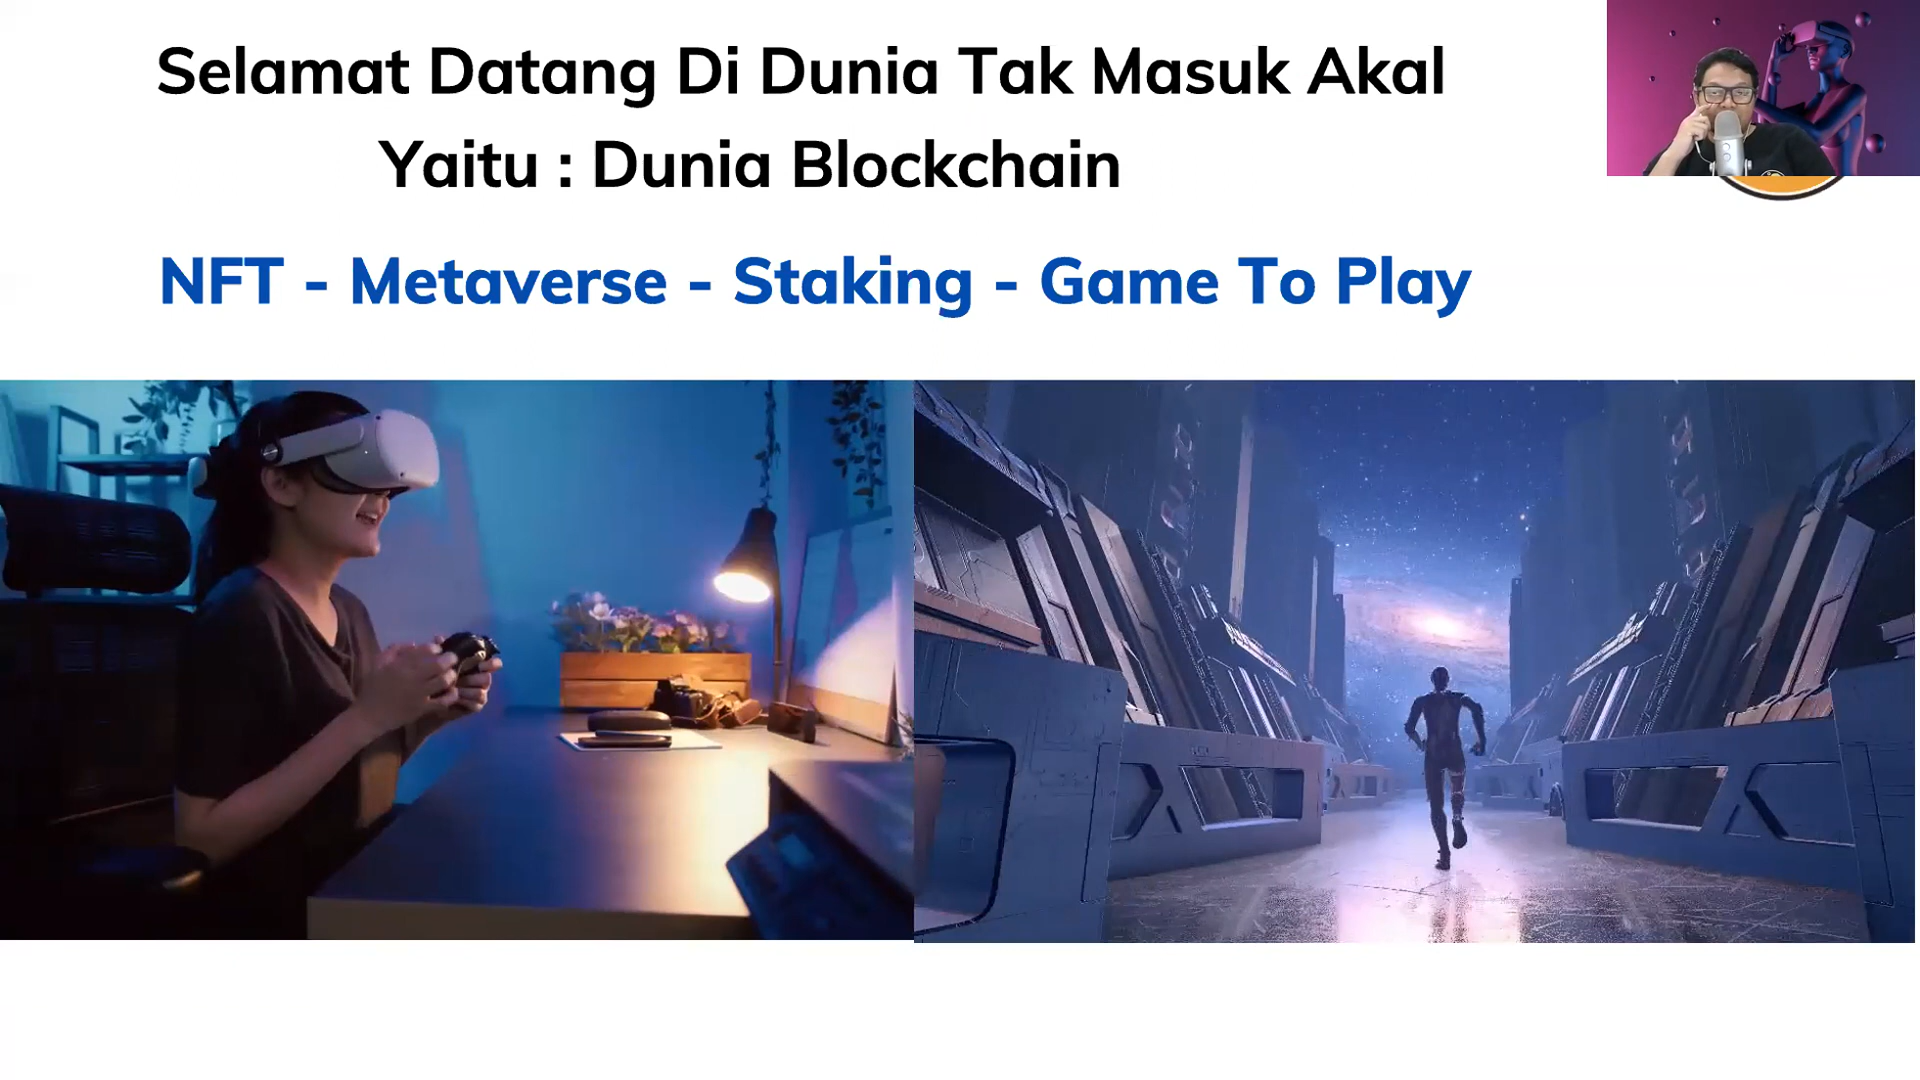 Selamat Datang Di Dunia Tak Masuk Akal
Yaitu : Dunia Blockchain
NFT - Metaverse - Staking - Game To Play